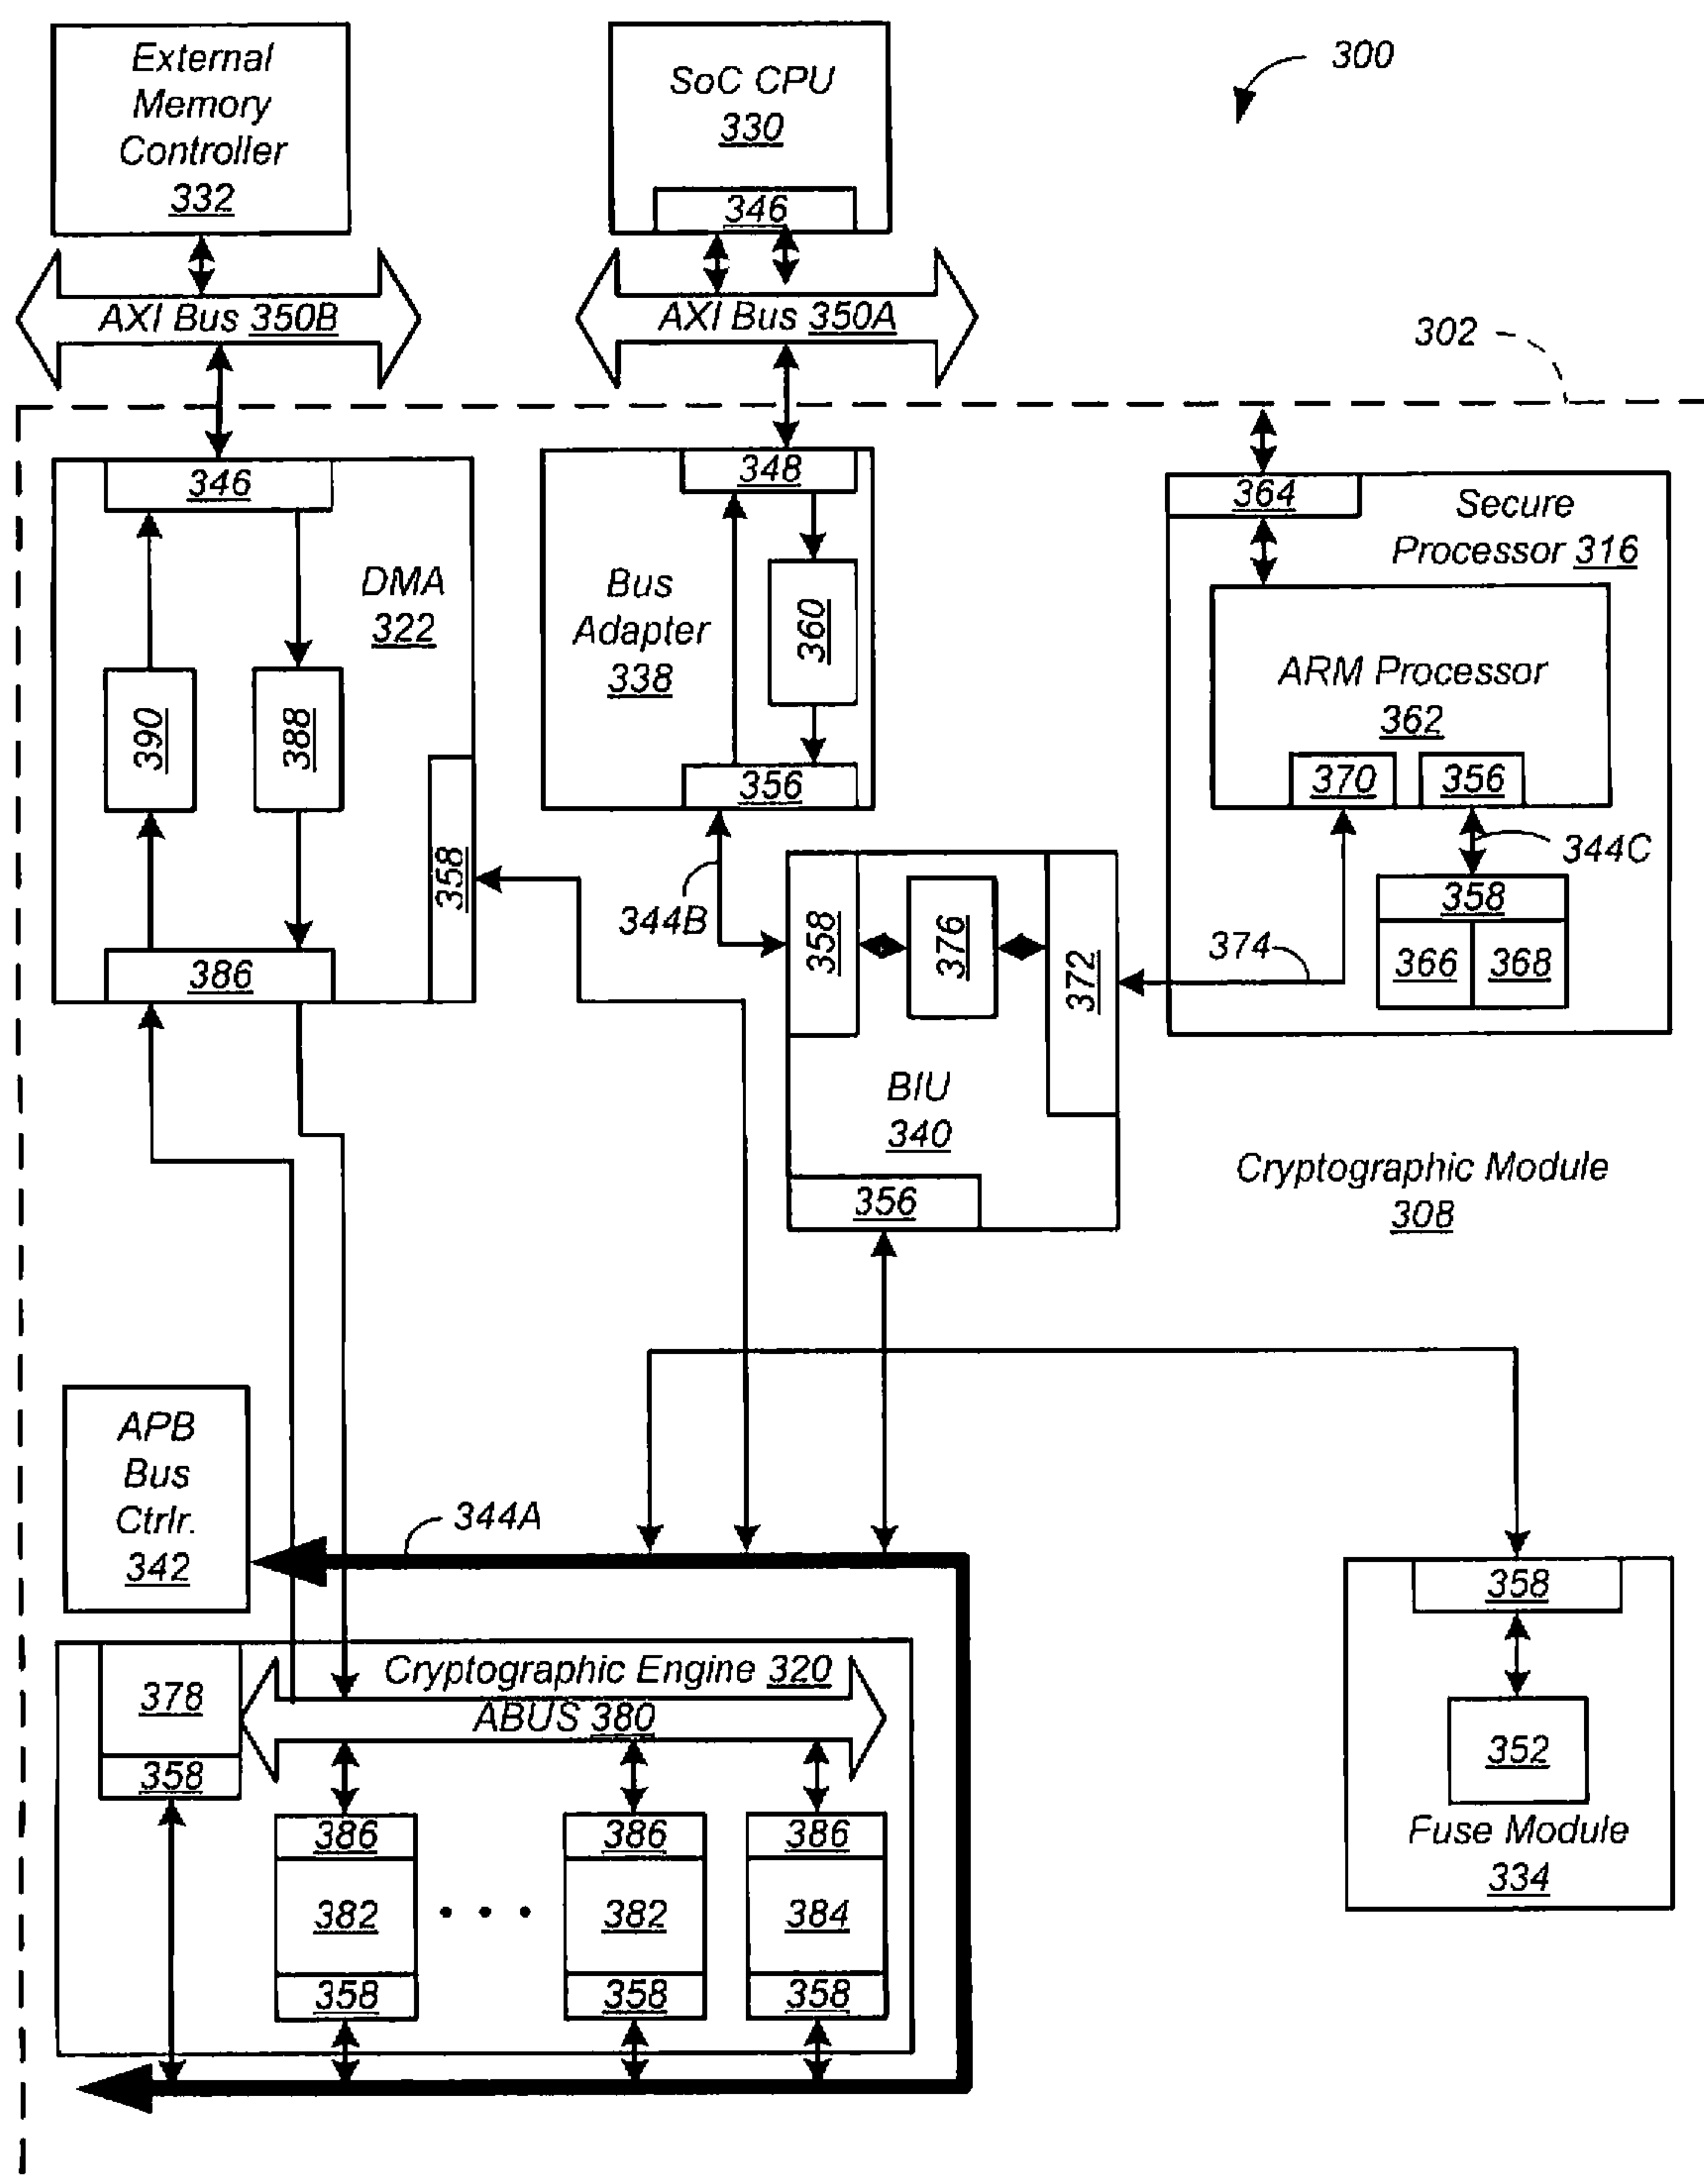 External
Memory
Controller
332
SoC CPU
330
346
300
AXI Bus 350B
AXI Bus 350A
302
346
DMA
322
390
388
358
386
348
Bus
Adapter
338
360
356
344B
364
Secure
Processor 316
ARM Processor
362
370
356
344C
358
366
368
374
358
376
372
BIU
340
356
Cryptographic Module
308
APB
Bus
Ctrlr.
342
344A
358
352
Fuse Module
334
Cryptographic Engine 320
ABUS 380
378
358
386
382
358
386
382
358
386
384
358